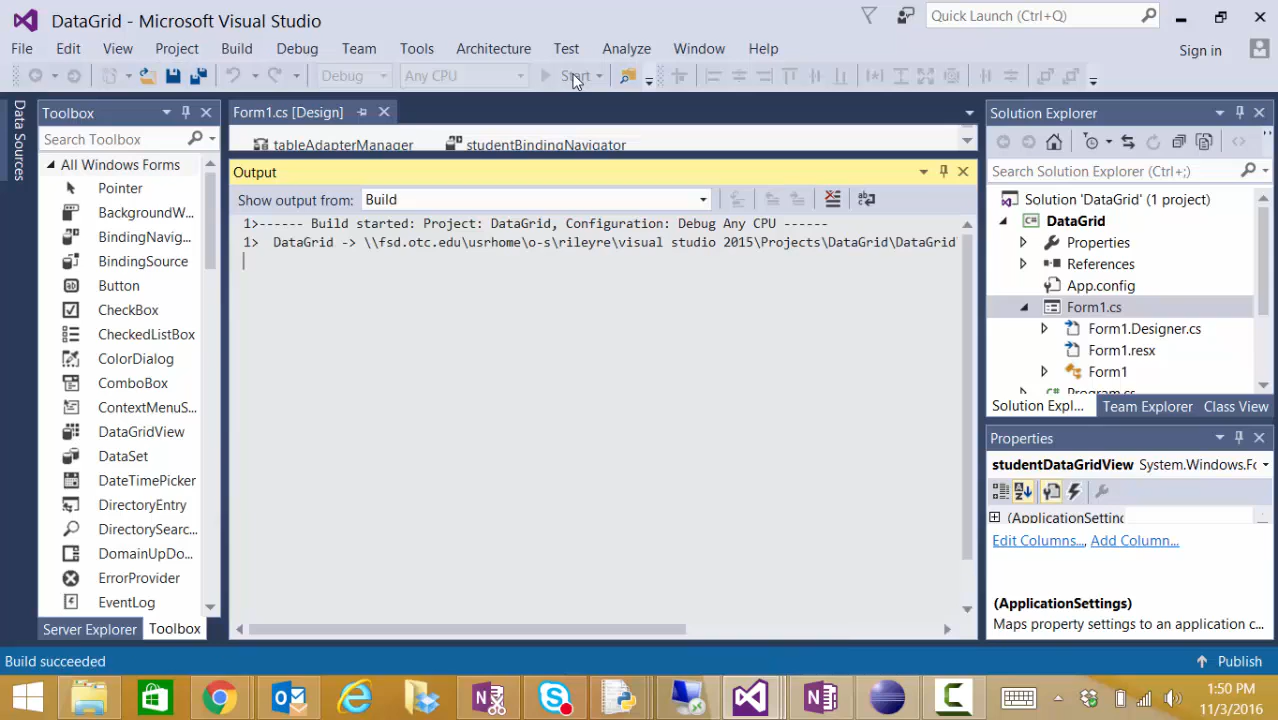 DataGrid - Microsoft Visual Studio
Quick Launch (Ctrl+Q)
File Edit View Project Build Debug Team Tools Architecture Test Analyze Window Help
Sign in
Debug Any CPU Start
Data Sources
Toolbox
Search Toolbox
All Windows Forms
Pointer
BackgroundW...
BindingNavig...
BindingSource
Button
CheckBox
CheckedListBox
ColorDialog
ComboBox
ContextMenuS...
DataGridView
DataSet
DateTimePicker
DirectoryEntry
DirectorySearc...
DomainUpDo...
ErrorProvider
EventLog
Server Explorer Toolbox
Form1.cs [Design]
tableAdapterManager studentBindingNavigator
Output
Show output from: Build
1>------ Build started: Project: DataGrid, Configuration: Debug Any CPU ------
1> DataGrid -> \\fsd.otc.edu\usrhome\o-s\rileyre\visual studio 2015\Projects\DataGrid\DataGrid
Solution Explorer
Search Solution Explorer (Ctrl+;)
Solution 'DataGrid' (1 project)
DataGrid
Properties
References
App.config
Form1.cs
Form1.Designer.cs
Form1.resx
Form1
Program.cs
Solution Expl... Team Explorer Class View
Properties
studentDataGridView System.Windows.Fo
(ApplicationSetting
Edit Columns..., Add Column...
(ApplicationSettings)
Maps property settings to an application c...
Build succeeded
Publish
1:50 PM
11/3/2016